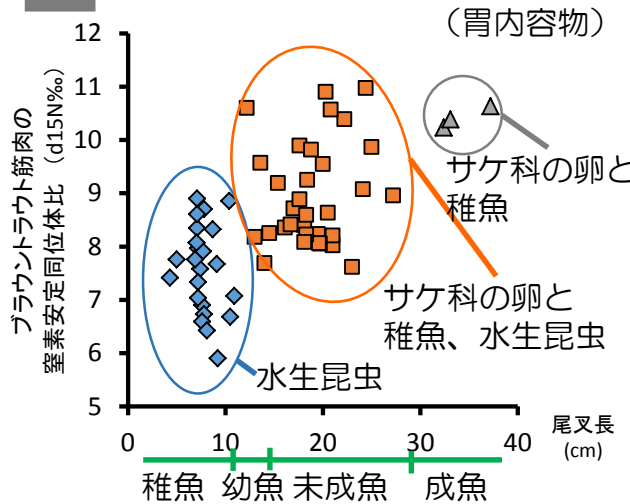 (胃内容物)
ブラウントラウト筋肉の
窒素安定同位体比 (d15N‰)
12
11
10
9
8
7
6
5
サケ科の卵と
稚魚
サケ科の卵と
稚魚、水生昆虫
水生昆虫
0
10
20
30
40
尾叉長
(cm)
稚魚
幼魚
未成魚
成魚